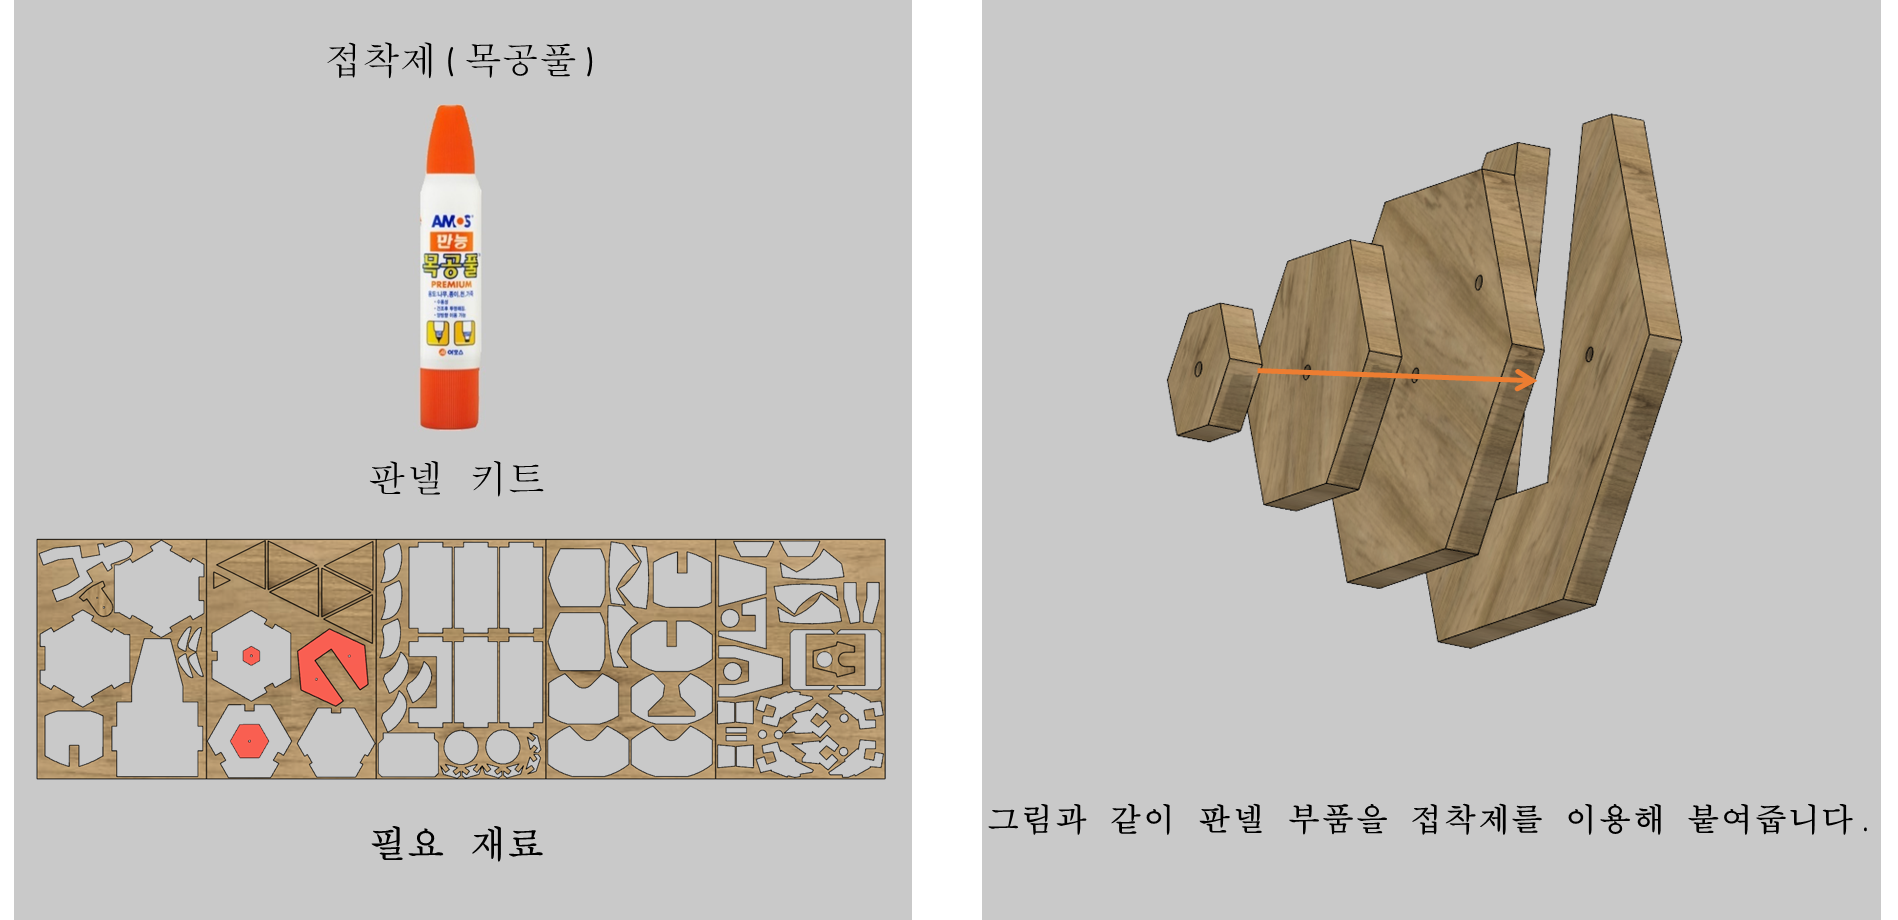 접착제(목공풀)
AMOS
만능
목공풀
PREMIUM
판넬 키트
필요 재료
그림과 같이 판넬 부품을 접착제를 이용해 붙여줍니다.